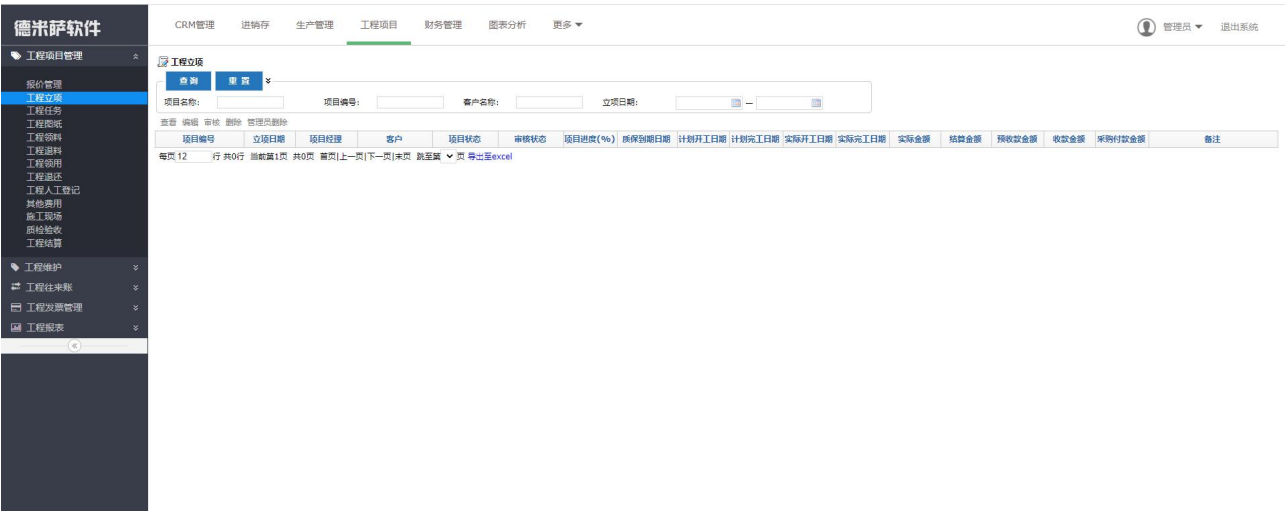 德米萨软件 CRM管理 进销存 生产管理 工程项目 财务管理 图表分析 更多 管理员 退出系统
工程项目管理
报价管理
工程立项
工程任务
工程图纸
工程领料
工程退料
工程领用
工程退还
工程人工登记
其他费用
施工现场
质检验收
工程结算
工程维护
工程往来账
工程发票管理
工程报表
工程立项
查询 重置
项目名称: 项目编号: 客户名称: 立项日期: —
查看 编辑 审核 删除 管理员删除
项目编号 立项日期 项目经理 客户 项目状态 审核状态 项目进度(%) 质保到期日期 计划开工日期 计划完工日期 实际开工日期 实际完工日期 实际金额 结算金额 预收款金额 收款金额 采购付款金额 备注
每页 12 行 共0行 当前第1页 共0页 首页|上一页|下一页|末页 跳至第 页 导出至excel